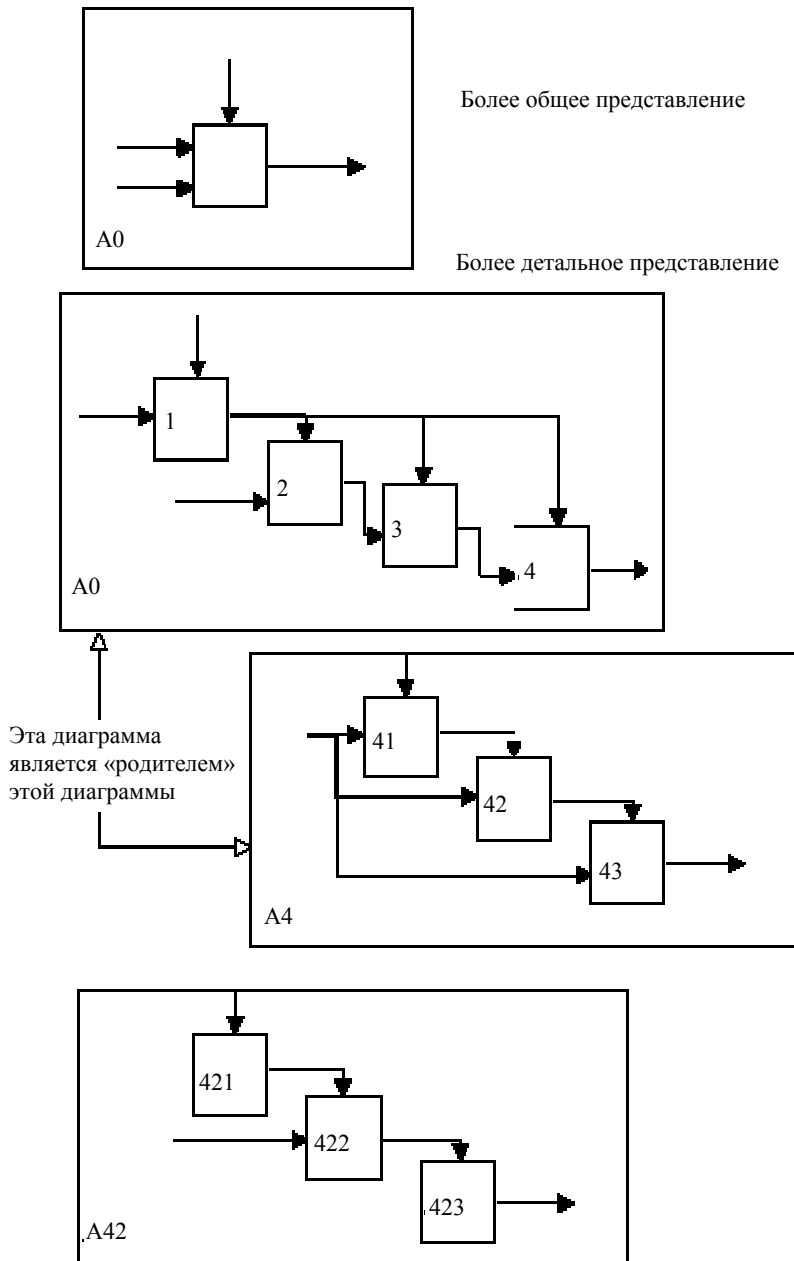 Более общее представление
A0
Более детальное представление
1
2
3
4
A0
Эта диаграмма
является «родителем»
этой диаграммы
41
42
43
A4
421
422
423
A42